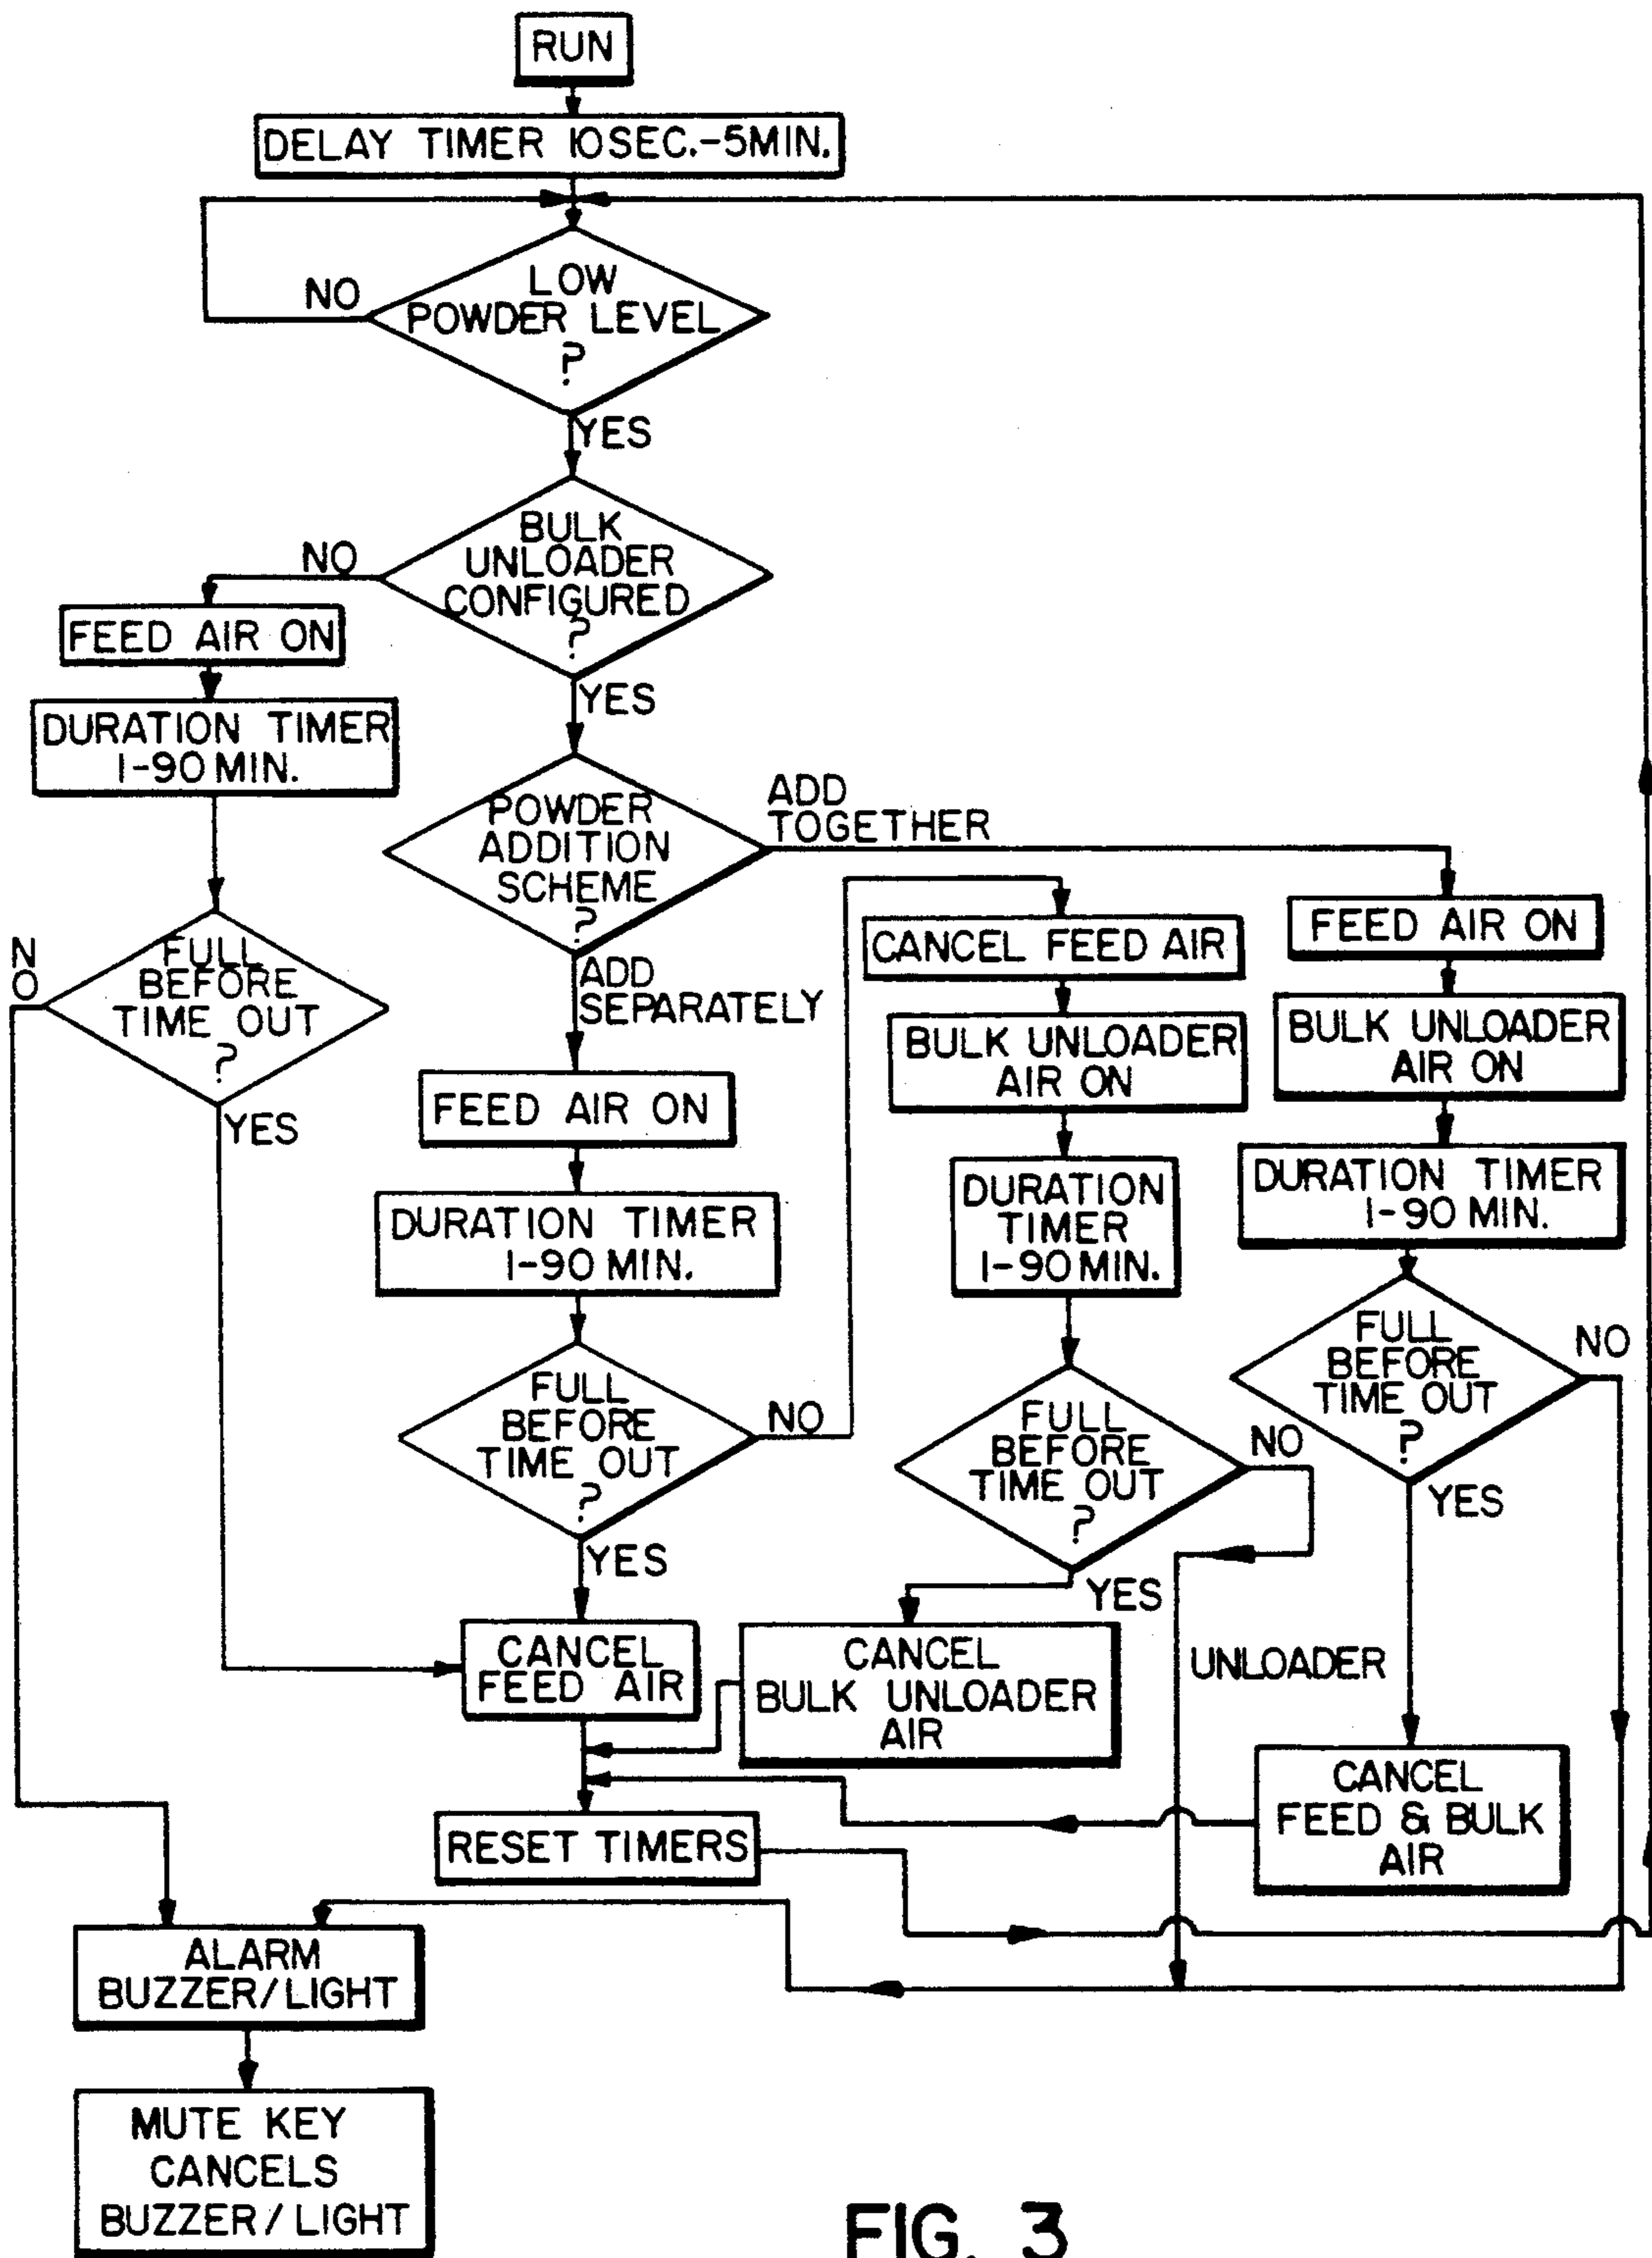 RUN
DELAY TIMER 10SEC.-5MIN.
LOW
POWDER LEVEL
?
NO
YES
BULK
UNLOADER
CONFIGURED
?
NO
YES
FEED AIR ON
DURATION TIMER
1-90 MIN.
FULL
BEFORE
TIME OUT
?
NO
YES
POWDER
ADDITION
SCHEME
?
ADD
TOGETHER
ADD
SEPARATELY
FEED AIR ON
DURATION TIMER
1-90 MIN.
FULL
BEFORE
TIME OUT
?
NO
YES
CANCEL FEED AIR
BULK UNLOADER
AIR ON
DURATION
TIMER
1-90 MIN.
FULL
BEFORE
TIME OUT
?
NO
YES
FEED AIR ON
BULK UNLOADER
AIR ON
DURATION TIMER
1-90 MIN.
FULL
BEFORE
TIME OUT
?
NO
YES
CANCEL
FEED AIR
CANCEL
BULK UNLOADER
AIR
UNLOADER
CANCEL
FEED & BULK
AIR
RESET TIMERS
ALARM
BUZZER/LIGHT
MUTE KEY
CANCELS
BUZZER/LIGHT
FIG. 3